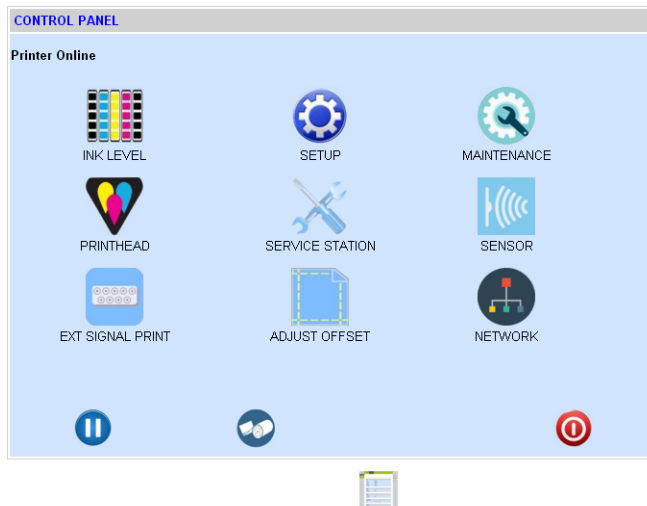 CONTROL PANEL
Printer Online
INK LEVEL
SETUP
MAINTENANCE
PRINTHEAD
SERVICE STATION
SENSOR
EXT SIGNAL PRINT
ADJUST OFFSET
NETWORK